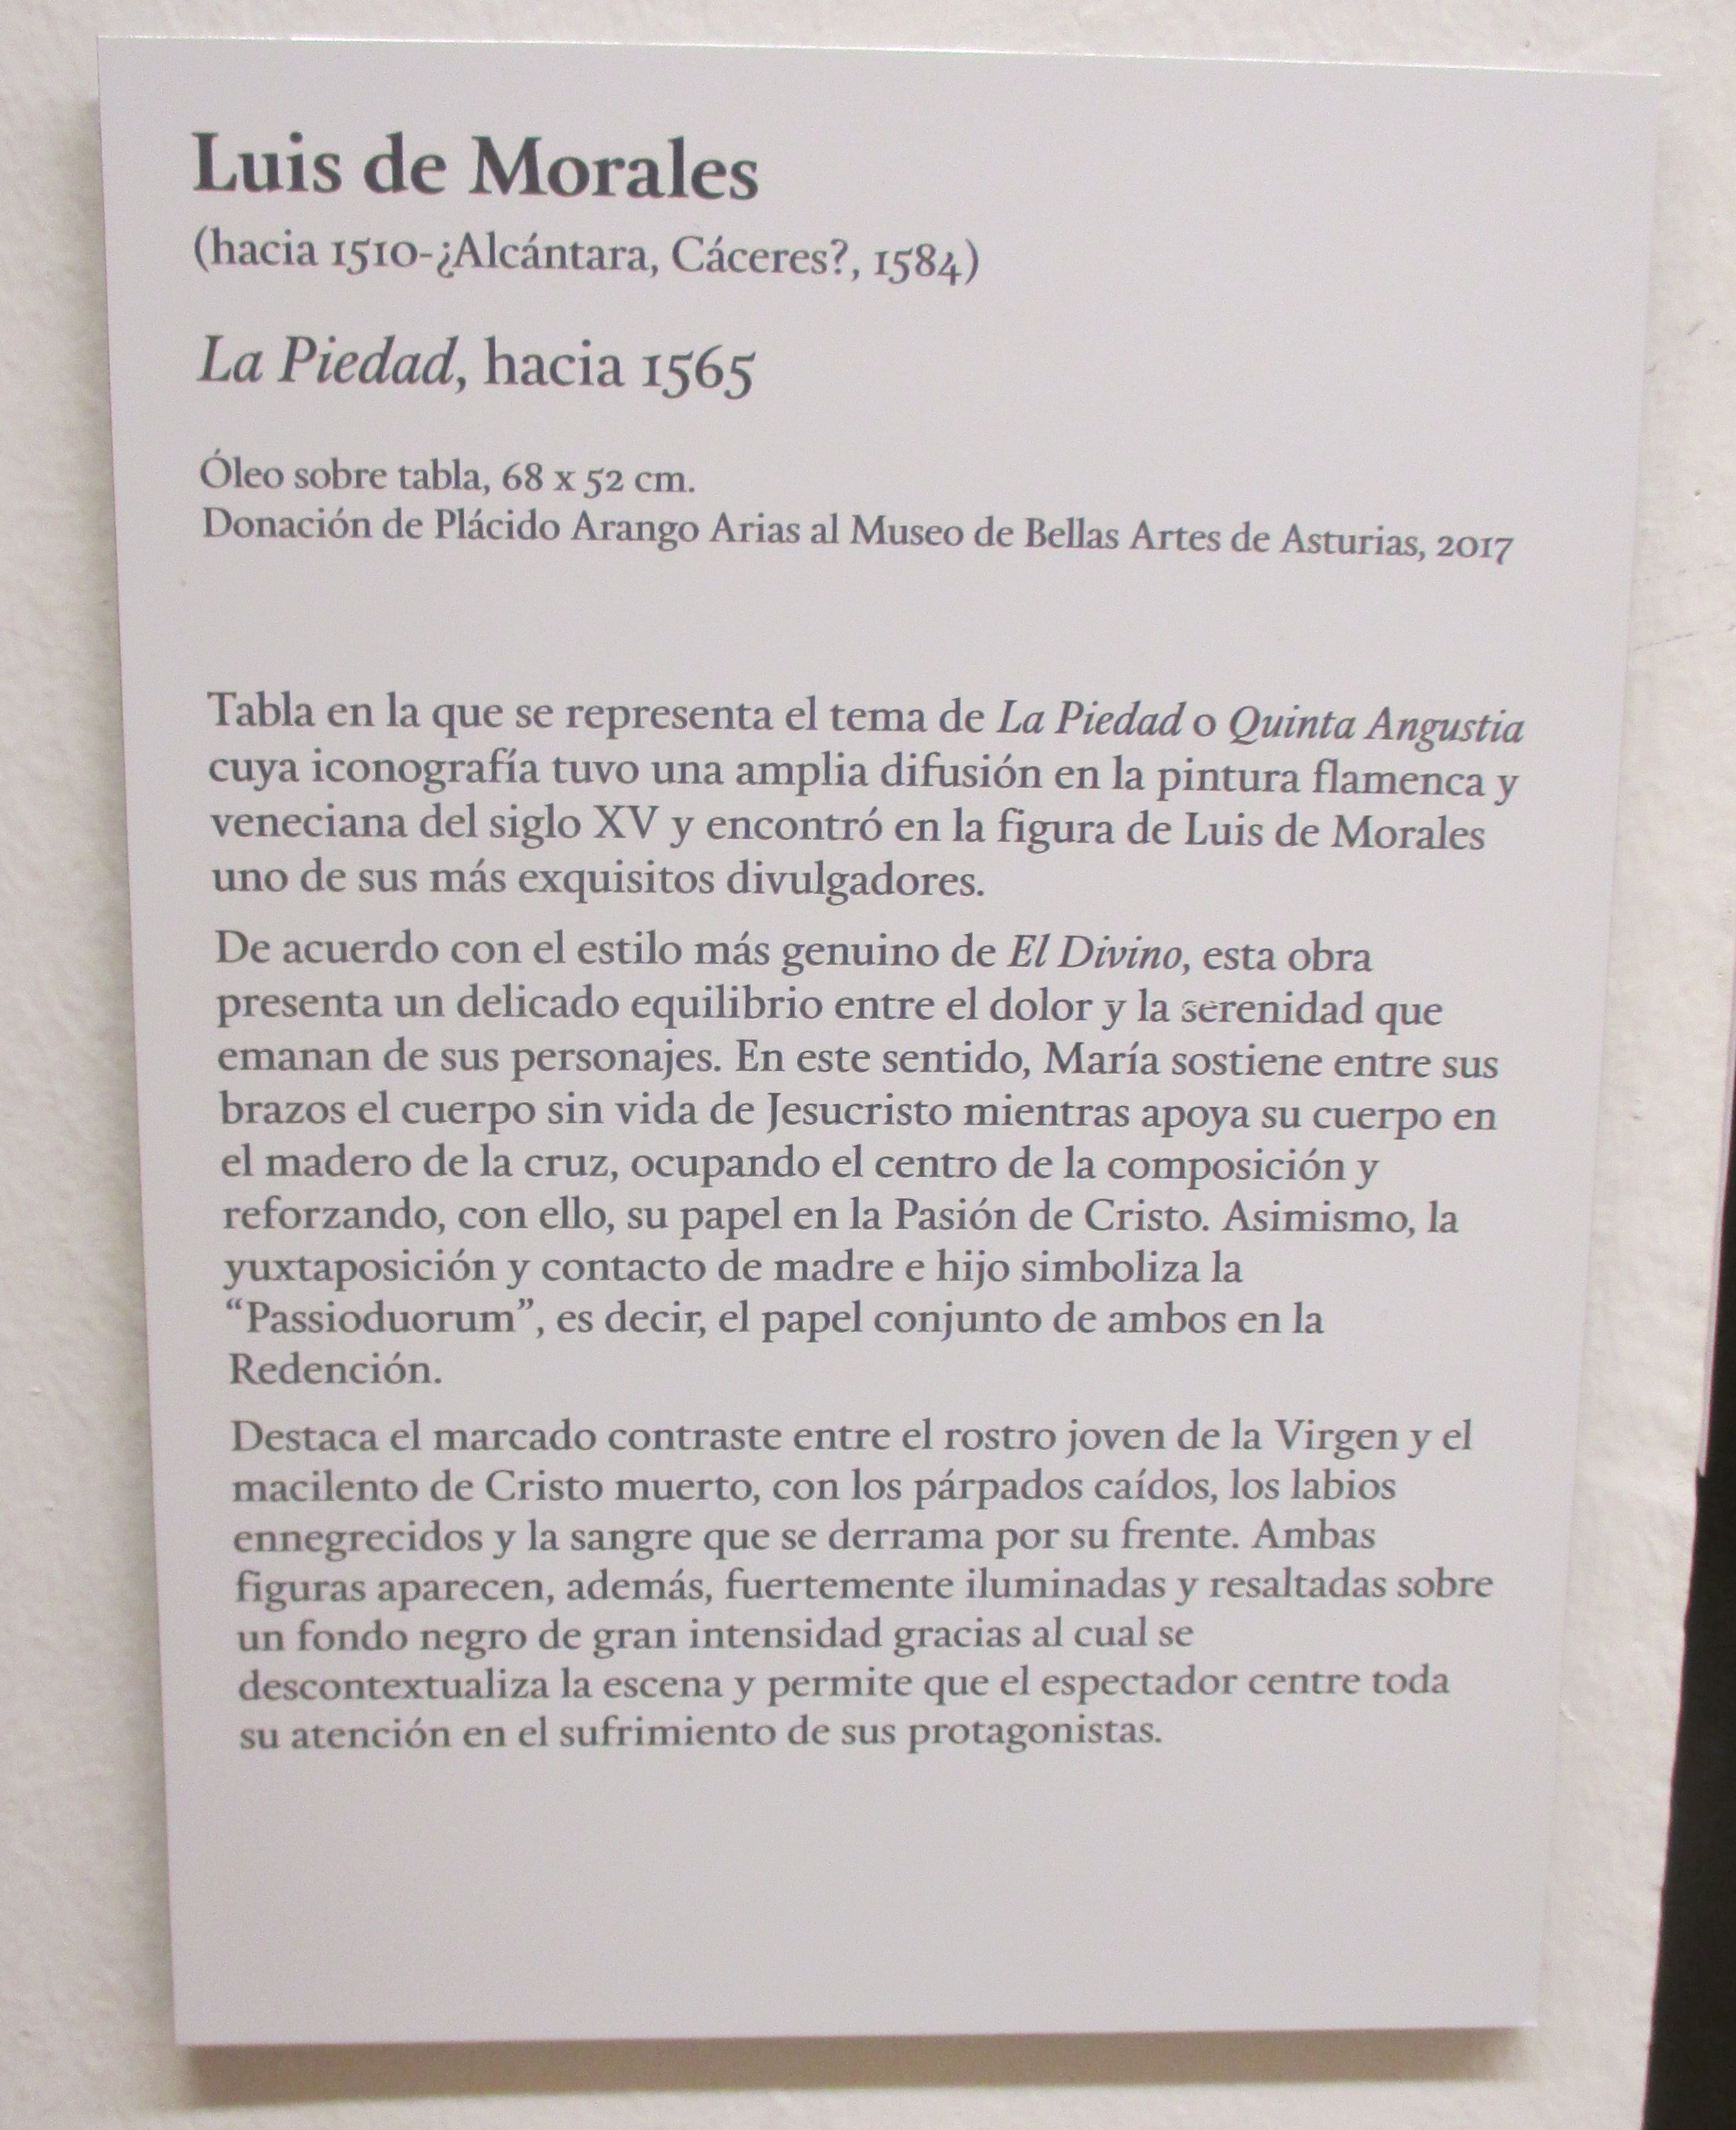 Luis de Morales
(hacia 1510-¿Alcántara, Cáceres?, 1584)
La Piedad, hacia 1565
Óleo sobre tabla, 68 x 52 cm.
Donación de Plácido Arango Arias al Museo de Bellas Artes de Asturias, 2017
Tabla en la que se representa el tema de La Piedad o Quinta Angustia
cuya iconografía tuvo una amplia difusión en la pintura flamenca y
veneciana del siglo XV y encontró en la figura de Luis de Morales
uno de sus más exquisitos divulgadores.
De acuerdo con el estilo más genuino de El Divino, esta obra
presenta un delicado equilibrio entre el dolor y la serenidad que
emanan de sus personajes. En este sentido, María sostiene entre sus
brazos el cuerpo sin vida de Jesucristo mientras apoya su cuerpo en
el madero de la cruz, ocupando el centro de la composición y
reforzando, con ello, su papel en la Pasión de Cristo. Asimismo, la
yuxtaposición y contacto de madre e hijo simboliza la
“Passioduorum”, es decir, el papel conjunto de ambos en la
Redención.
Destaca el marcado contraste entre el rostro joven de la Virgen y el
macilento de Cristo muerto, con los párpados caídos, los labios
ennegrecidos y la sangre que se derrama por su frente. Ambas
figuras aparecen, además, fuertemente iluminadas y resaltadas sobre
un fondo negro de gran intensidad gracias al cual se
descontextualiza la escena y permite que el espectador centre toda
su atención en el sufrimiento de sus protagonistas.